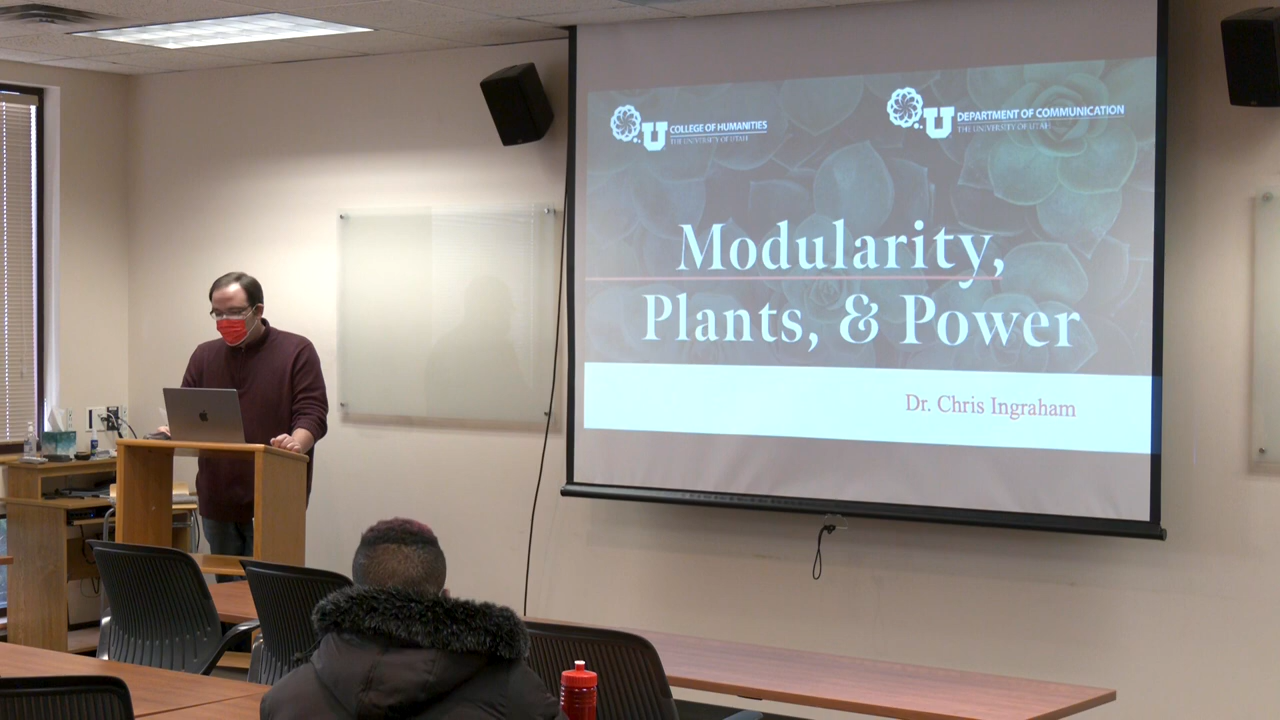 COLLEGE OF HUMANITIES
THE UNIVERSITY OF UTAH
DEPARTMENT OF COMMUNICATION
THE UNIVERSITY OF UTAH
Modularity,
Plants, & Power
Dr. Chris Ingraham